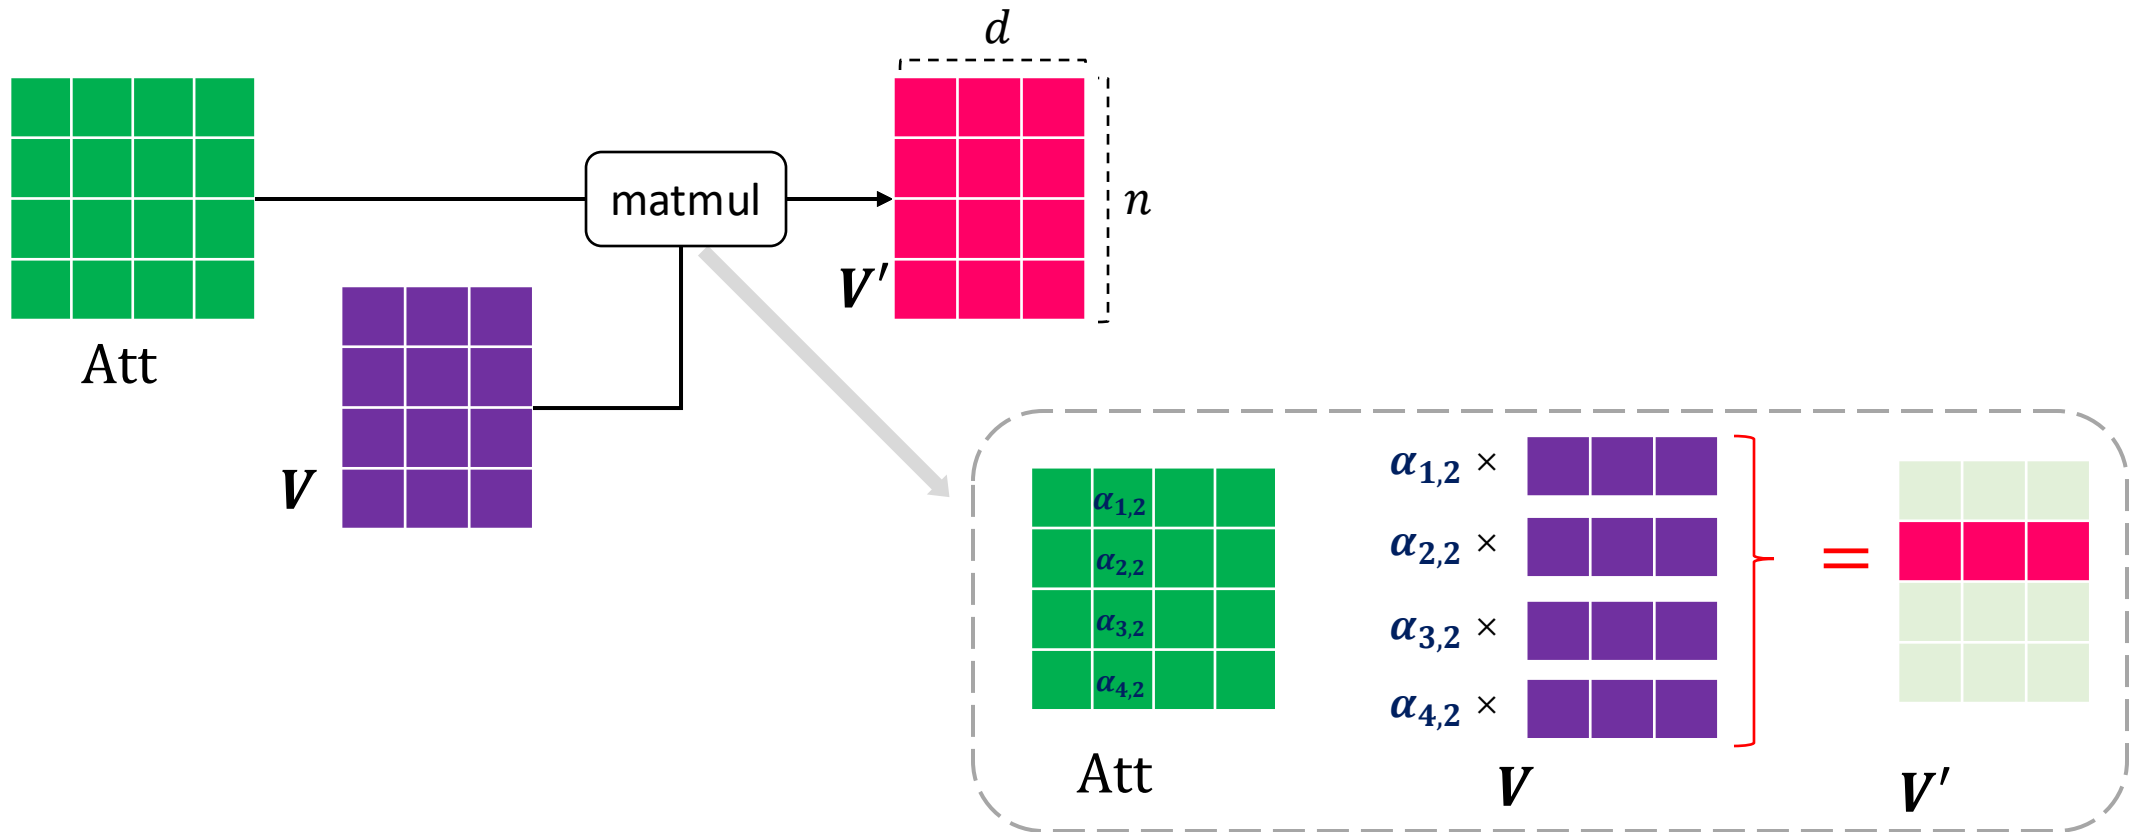 d
matmul
n
V′
Att
V
α1,2
α2,2
α3,2
α4,2
Att
α1,2 ×
α2,2 ×
α3,2 ×
α4,2 ×
V
=
V′